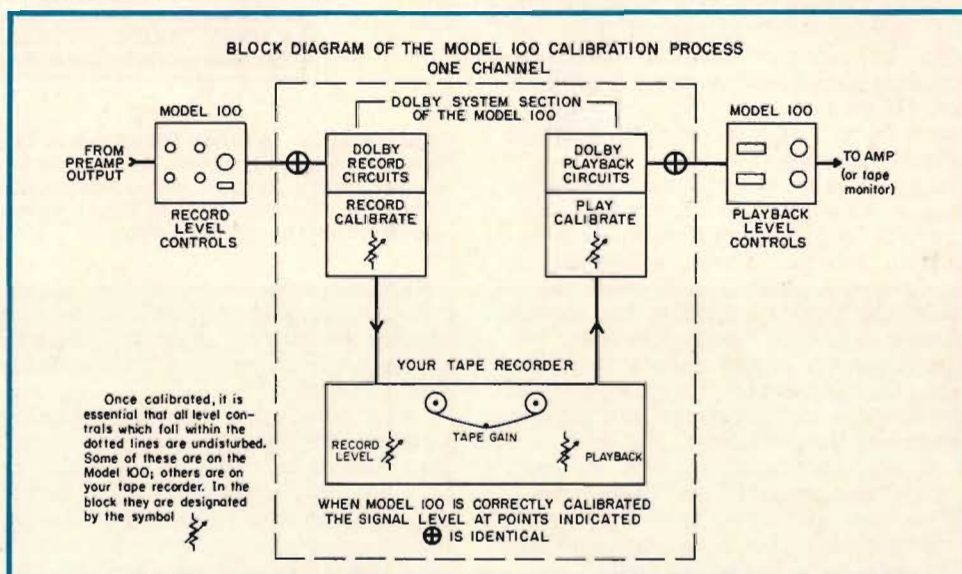 BLOCK DIAGRAM OF THE MODEL 100 CALIBRATION PROCESS
ONE CHANNEL
MODEL 100
FROM
PREAMP
OUTPUT
RECORD
LEVEL
CONTROLS
DOLBY SYSTEM SECTION
OF THE MODEL 100
DOLBY
RECORD
CIRCUITS
RECORD
CALIBRATE
DOLBY
PLAYBACK
CIRCUITS
PLAY
CALIBRATE
MODEL 100
TO AMP
(or tape
monitor)
PLAYBACK
LEVEL
CONTROLS
YOUR TAPE RECORDER
TAPE GAIN
RECORD
LEVEL
PLAYBACK
Once calibrated, it is
essential that all level con-
trals which fall within the
dotted lines are undisturbed.
Some of these are on the
Model 100; others are on
your tape recorder. In the
block they are designated
by the symbol
WHEN MODEL 100 IS CORRECTLY CALIBRATED
THE SIGNAL LEVEL AT POINTS INDICATED
⊕ IS IDENTICAL